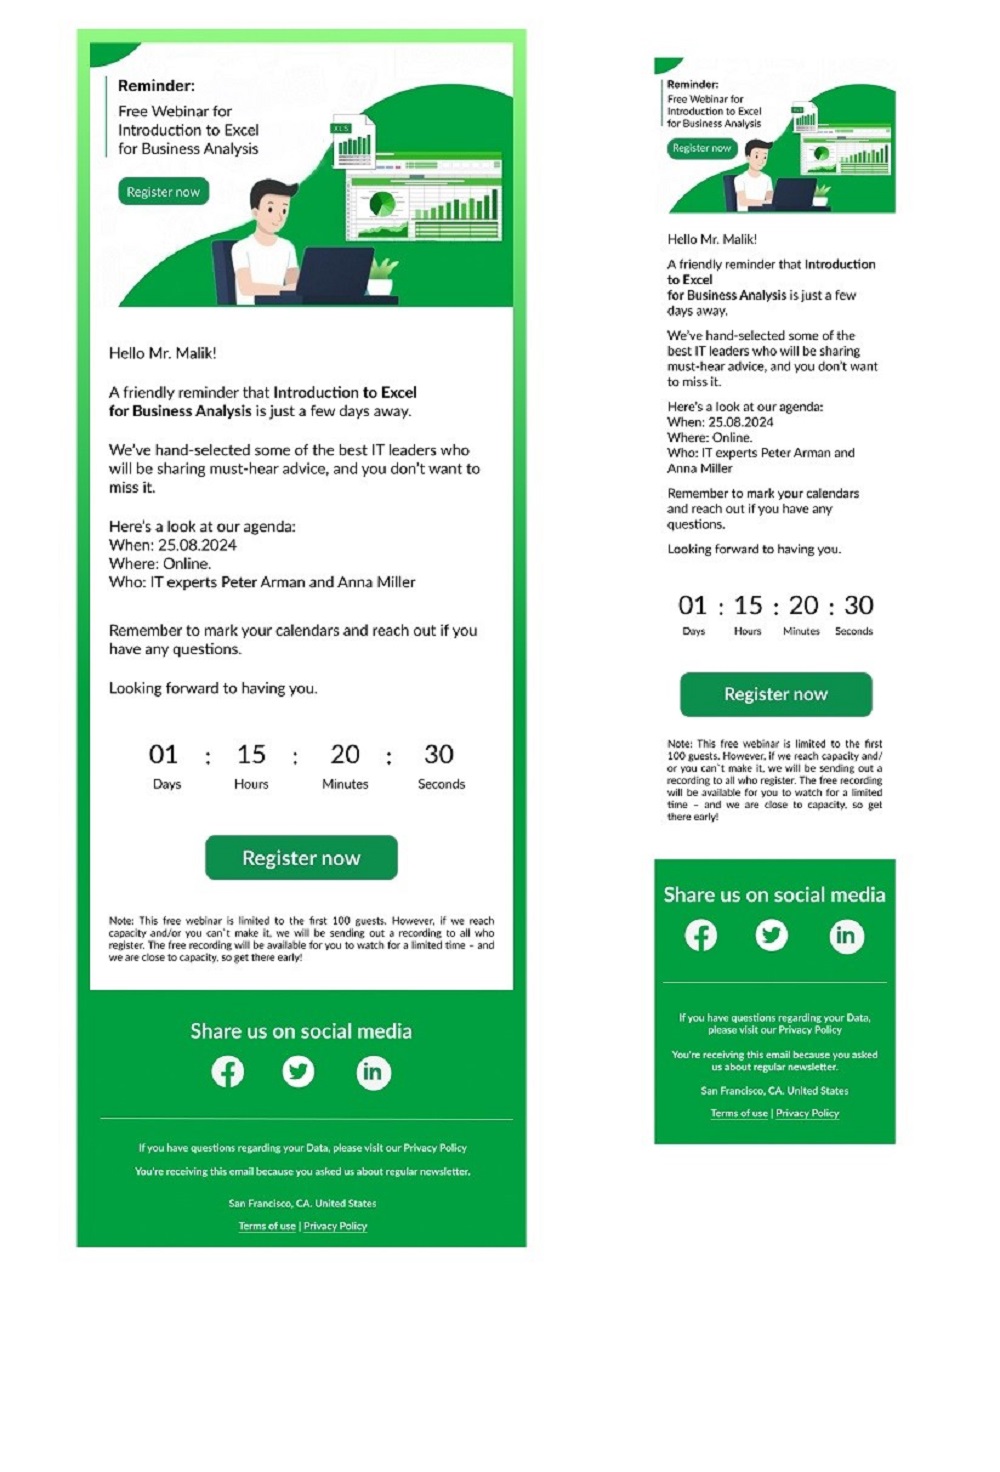 Reminder:
Free Webinar for
Introduction to Excel
for Business Analysis
Register now
XLS
Hello Mr. Malik!
A friendly reminder that Introduction to Excel
for Business Analysis is just a few days away.
We've hand-selected some of the best IT leaders who
will be sharing must-hear advice, and you don't want to
miss it.
Here's a look at our agenda:
When: 25.08.2024
Where: Online.
Who: IT experts Peter Arman and Anna Miller
Remember to mark your calendars and reach out if you
have any questions.
Looking forward to having you.
01 : 15 : 20 : 30
Days Hours Minutes Seconds
Register now
Note: This free webinar is limited to the first 100 guests. However, if we reach
capacity and/or you can`t make it, we will be sending out a recording to all who
register. The free recording will be available for you to watch for a limited time – and
we are close to capacity, so get there early!
Share us on social media
f in
If you have questions regarding your Data, please visit our Privacy Policy
You're receiving this email because you asked us about regular newsletter.
San Francisco, CA. United States
Terms of use | Privacy Policy
Reminder:
Free Webinar for
Introduction to Excel
for Business Analysis
Register now
XLS
Hello Mr. Malik!
A friendly reminder that Introduction
to Excel
for Business Analysis is just a few
days away.
We've hand-selected some of the
best IT leaders who will be sharing
must-hear advice, and you don't want
to miss it.
Here's a look at our agenda:
When: 25.08.2024
Where: Online.
Who: IT experts Peter Arman and
Anna Miller
Remember to mark your calendars
and reach out if you have any
questions.
Looking forward to having you.
01 : 15 : 20 : 30
Days Hours Minutes Seconds
Register now
Note: This free webinar is limited to the first
100 guests. However, if we reach capacity and/
or you can`t make it, we will be sending out a
recording to all who register. The free recording
will be available for you to watch for a limited
time – and we are close to capacity, so get
there early!
Share us on social media
f in
If you have questions regarding your Data,
please visit our Privacy Policy
You're receiving this email because you asked
us about regular newsletter.
San Francisco, CA. United States
Terms of use | Privacy Policy